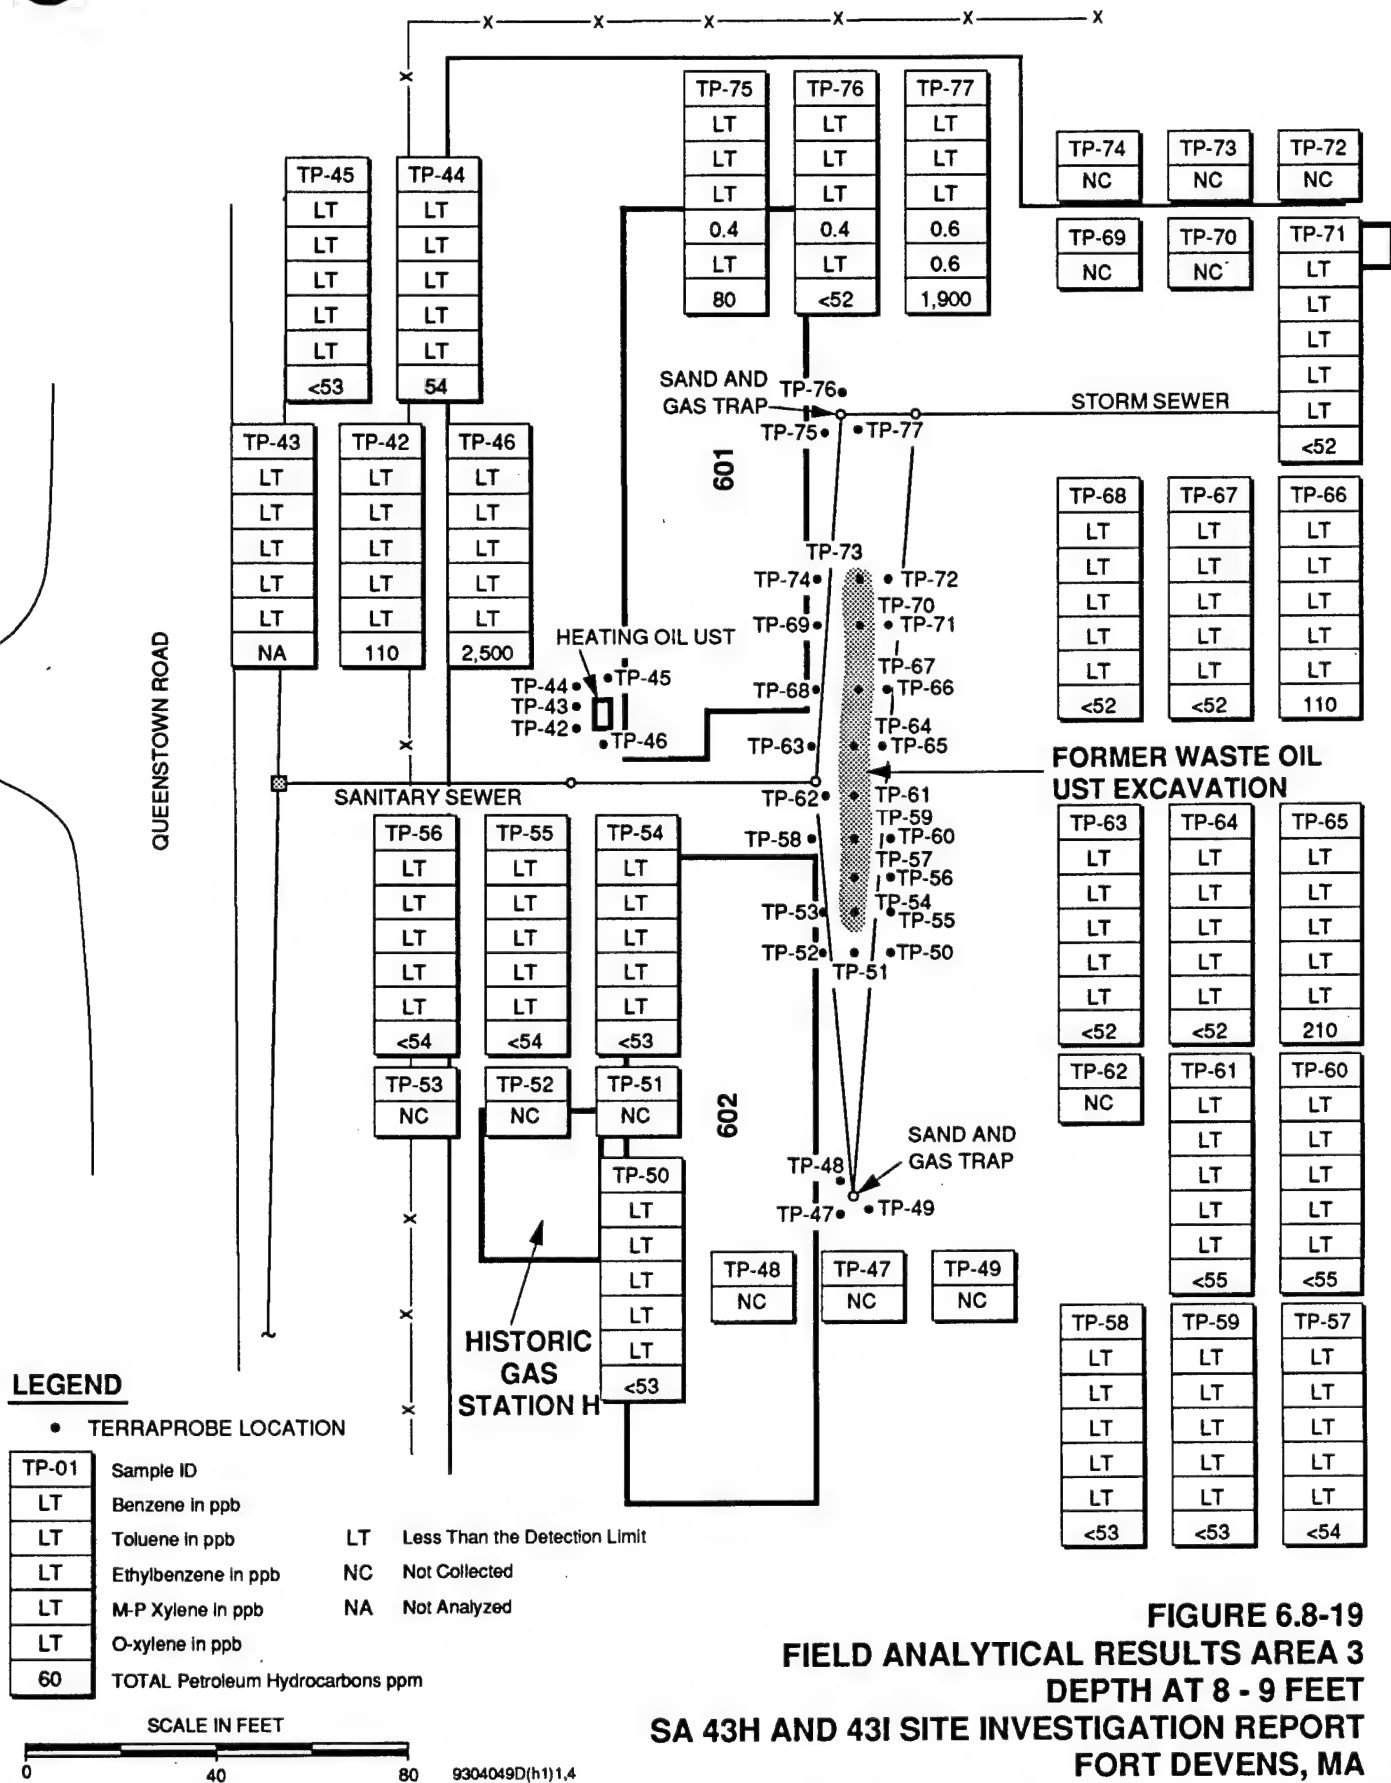 X X X X X
X
TP-75
LT
LT
LT
0.4
LT
80
TP-76
LT
LT
LT
0.4
LT
<52
TP-77
LT
LT
LT
0.6
0.6
1,900
TP-74
NC
TP-73
NC
TP-72
NC
TP-45
LT
LT
LT
LT
LT
<53
TP-44
LT
LT
LT
LT
LT
54
TP-69
NC
TP-70
NC
TP-71
LT
LT
LT
LT
LT
<52
SAND AND
GAS TRAP
TP-76
STORM SEWER
TP-75
TP-77
601
TP-43
LT
LT
LT
LT
LT
NA
TP-42
LT
LT
LT
LT
LT
110
TP-46
LT
LT
LT
LT
LT
2,500
TP-68
LT
LT
LT
LT
LT
<52
TP-67
LT
LT
LT
LT
LT
<52
TP-66
LT
LT
LT
LT
LT
110
TP-73
TP-74
TP-72
TP-70
TP-69
TP-71
HEATING OIL UST
TP-67
TP-45
TP-44
TP-68
TP-66
TP-43
TP-42
TP-46
TP-64
TP-63
TP-65
X
QUEENSTOWN ROAD
FORMER WASTE OIL
UST EXCAVATION
SANITARY SEWER
TP-62
TP-61
TP-59
TP-58
TP-60
TP-57
TP-56
TP-54
TP-53
TP-55
TP-52
TP-50
TP-51
TP-56
LT
LT
LT
LT
LT
<54
TP-55
LT
LT
LT
LT
LT
<54
TP-54
LT
LT
LT
LT
LT
<53
TP-63
LT
LT
LT
LT
LT
<52
TP-64
LT
LT
LT
LT
LT
<52
TP-65
LT
LT
LT
LT
LT
210
TP-53
NC
TP-52
NC
TP-51
NC
602
TP-62
NC
TP-61
LT
LT
LT
LT
LT
<55
TP-60
LT
LT
LT
LT
LT
<55
TP-50
LT
LT
LT
LT
LT
<53
SAND AND
GAS TRAP
TP-48
TP-47
TP-49
X
X
X
TP-48
NC
TP-47
NC
TP-49
NC
HISTORIC
GAS
STATION H
TP-58
LT
LT
LT
LT
LT
<53
TP-59
LT
LT
LT
LT
LT
<53
TP-57
LT
LT
LT
LT
LT
<54
LEGEND
TERRAPROBE LOCATION
TP-01 Sample ID
LT Benzene in ppb
LT Toluene in ppb
LT Ethylbenzene in ppb
LT M-P Xylene in ppb
LT O-xylene in ppb
60 TOTAL Petroleum Hydrocarbons ppm
LT Less Than the Detection Limit
NC Not Collected
NA Not Analyzed
SCALE IN FEET
0 40 80
9304049D(h1)1,4
FIGURE 6.8-19
FIELD ANALYTICAL RESULTS AREA 3
DEPTH AT 8 - 9 FEET
SA 43H AND 43I SITE INVESTIGATION REPORT
FORT DEVENS, MA